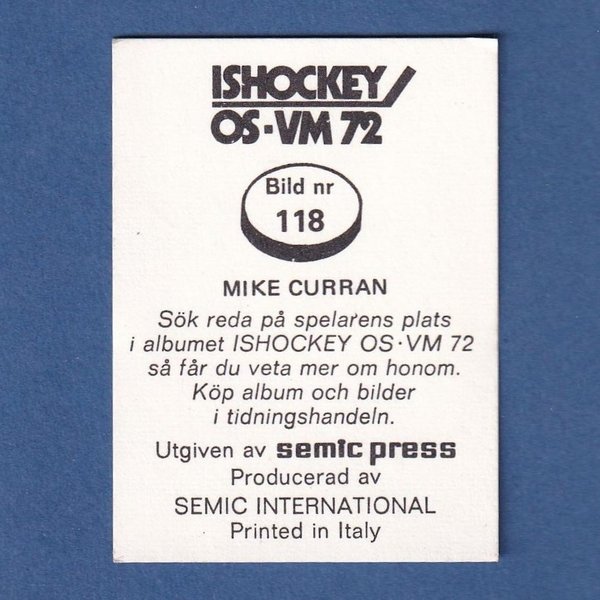 ISHOCKEY
OS·VM 72
Bild nr
118
MIKE CURRAN
Sök reda på spelarens plats
i albumet ISHOCKEY OS·VM 72
så får du veta mer om honom.
Köp album och bilder
i tidningshandeln.
Utgiven av semic press
Producerad av
SEMIC INTERNATIONAL
Printed in Italy